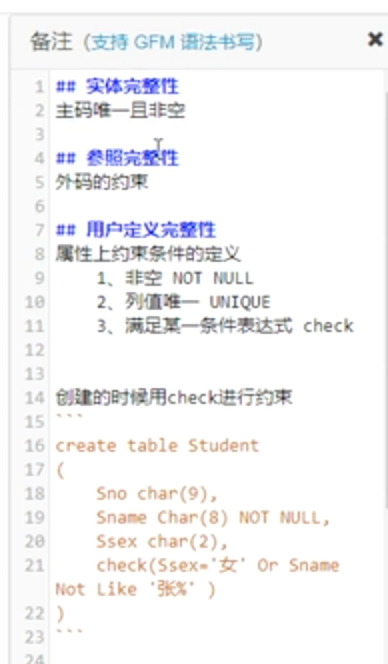 备注 (支持 GFM 语法书写) ✖
1 ## 实体完整性
2 主码唯一且非空
3
4 ## 参照完整性
5 外码的约束
6
7 ## 用户定义完整性
8 属性上约束条件的定义
9 1、非空 NOT NULL
10 2、列值唯一 UNIQUE
11 3、满足某一条件表达式 check
12
13
14 创建的时候用check进行约束
15 ```
16 create table Student
17 (
18 Sno char(9),
19 Sname Char(8) NOT NULL,
20 Ssex char(2),
21 check(Ssex='女' Or Sname
Not Like '张%' )
22 )
23 ```
24